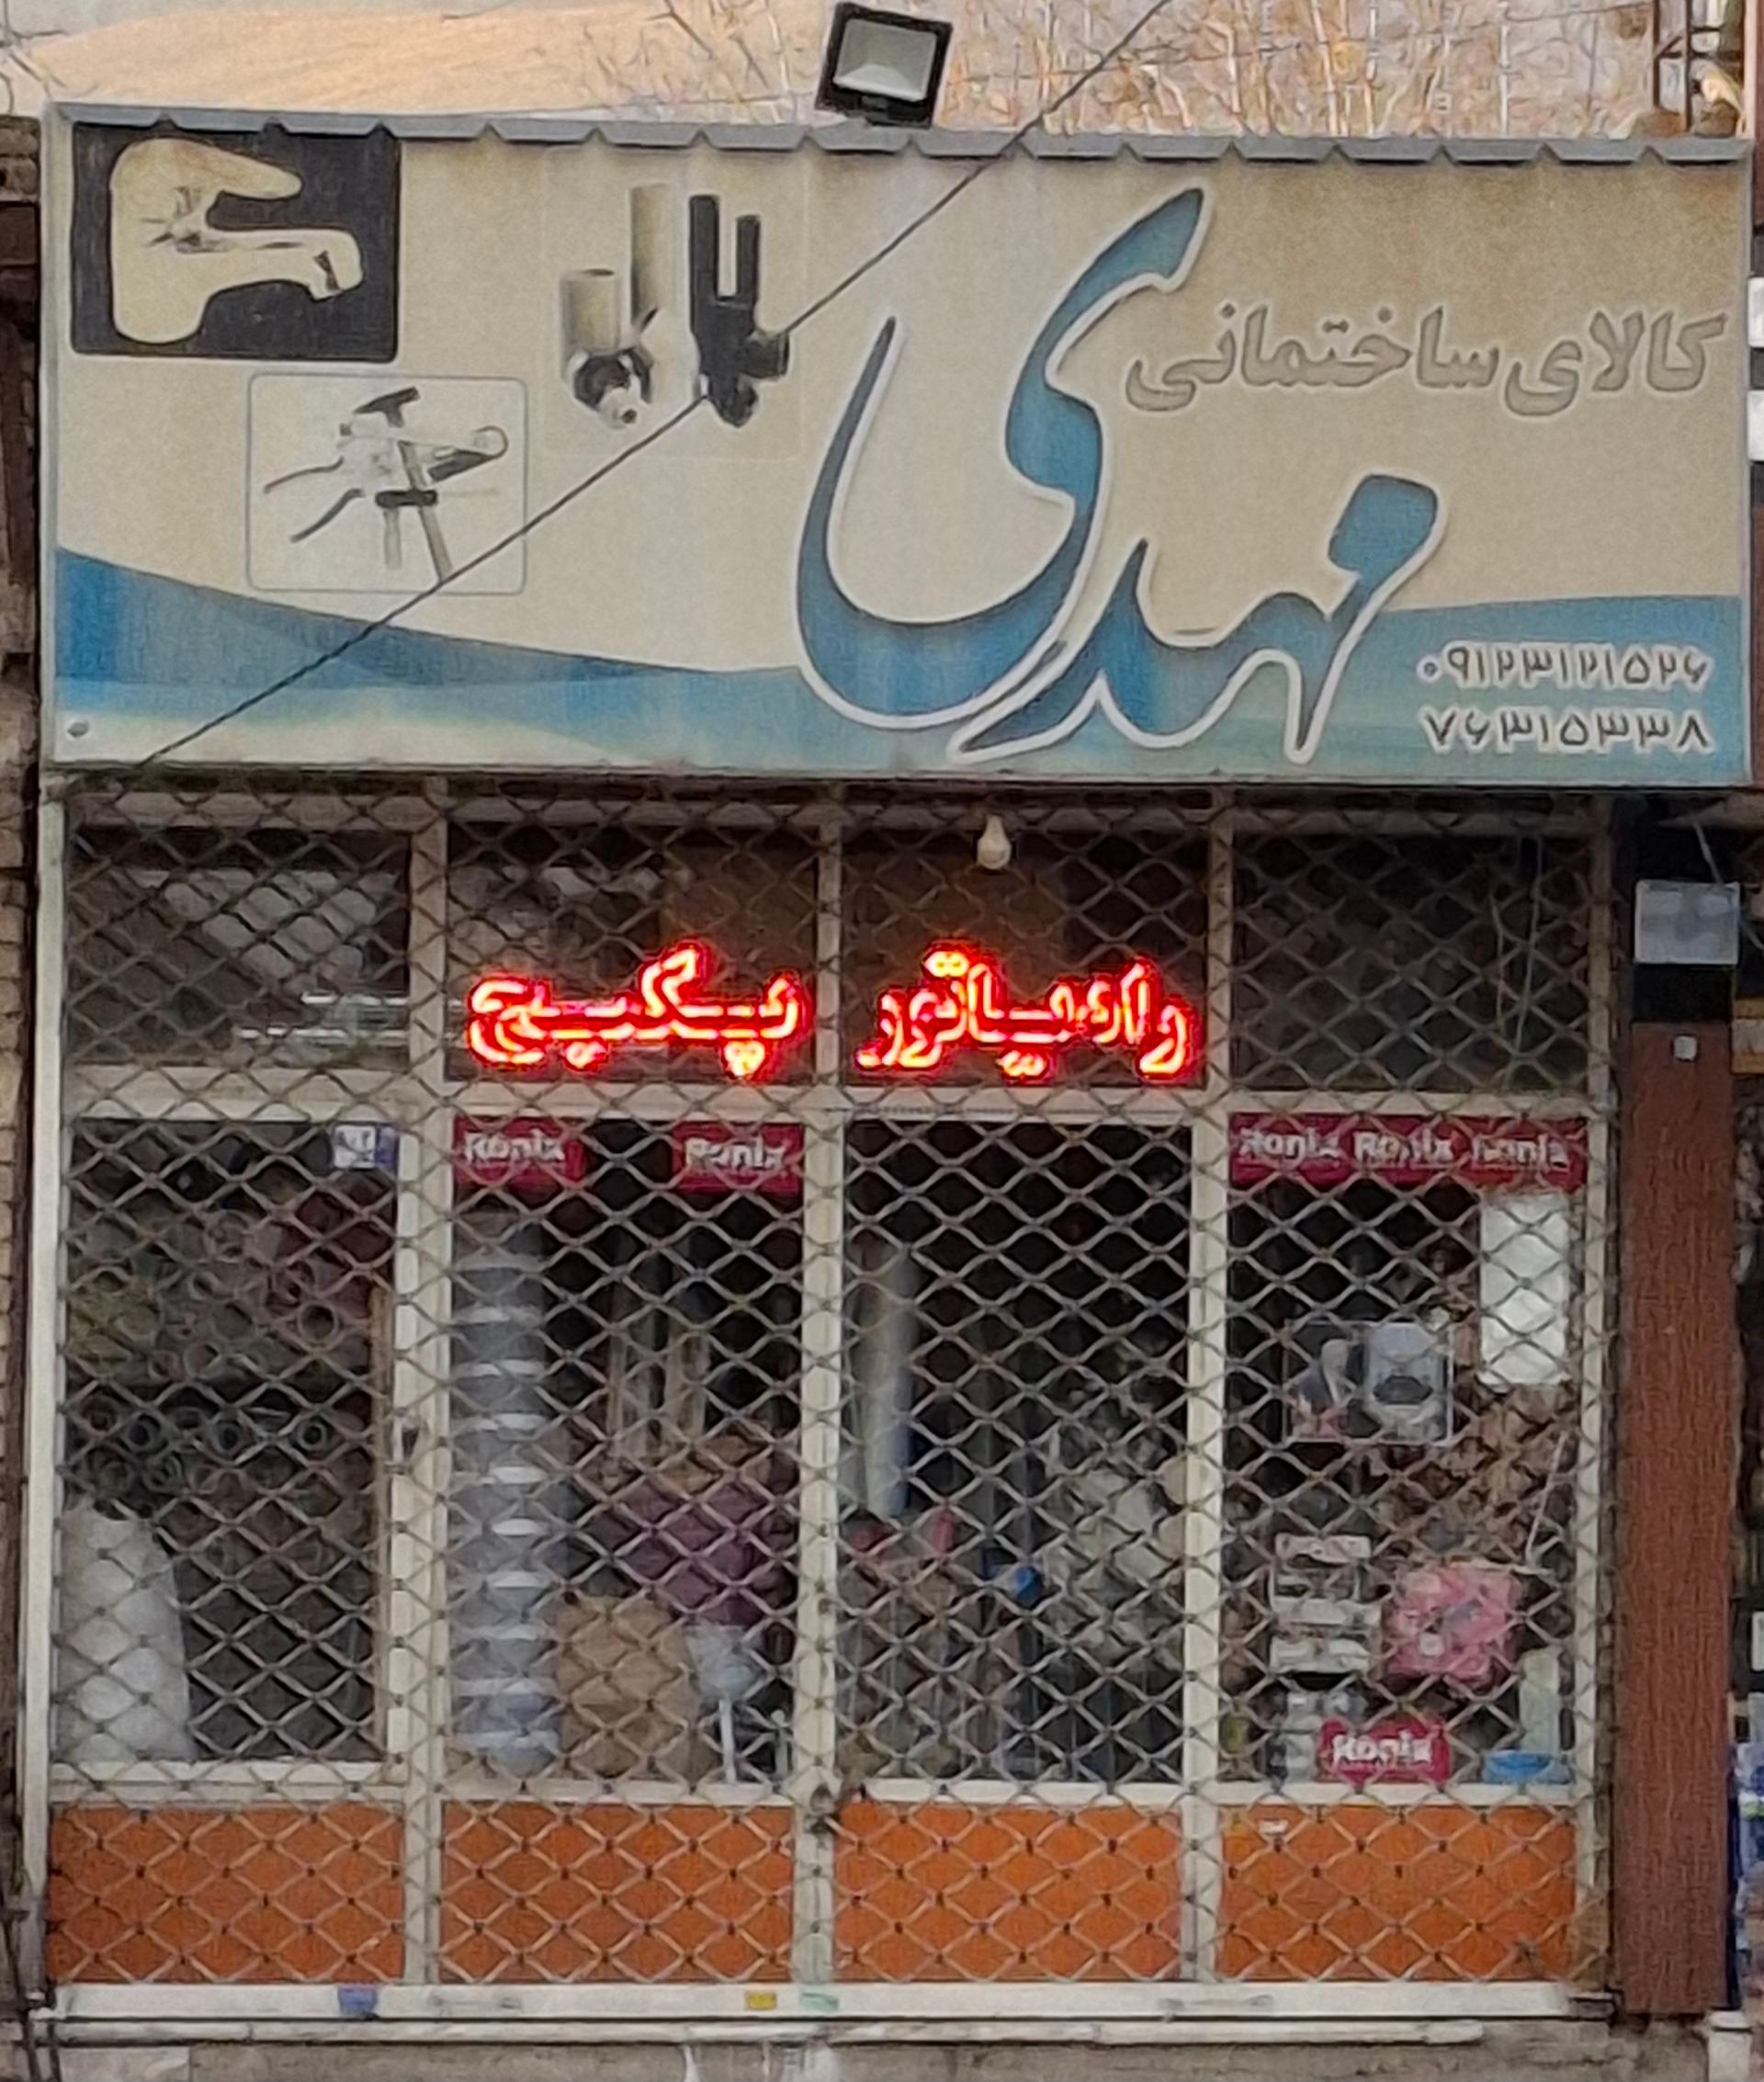 کالای ساختمانی
مهدی
۰۹۱۲۳۱۲۱۵۲۶
۷۶۳۱۵۳۳۸
رادیاتور پکیج
Ronix Ronix Ronix Ronix Ronix
Ronix